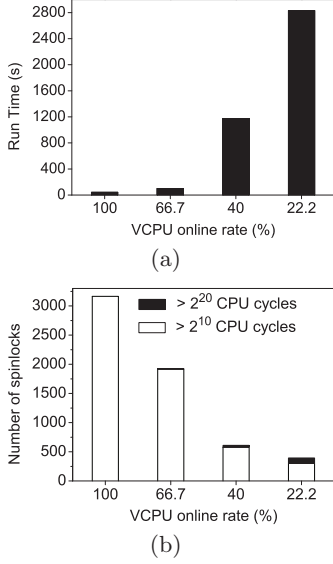 2800
2400
2000
1600
1200
800
400
0
Run Time (s)
100 66.7 40 22.2
VCPU online rate (%)
(a)
3000
2500
2000
1500
1000
500
0
Number of spinlocks
> 2^20 CPU cycles
> 2^10 CPU cycles
100 66.7 40 22.2
VCPU online rate (%)
(b)